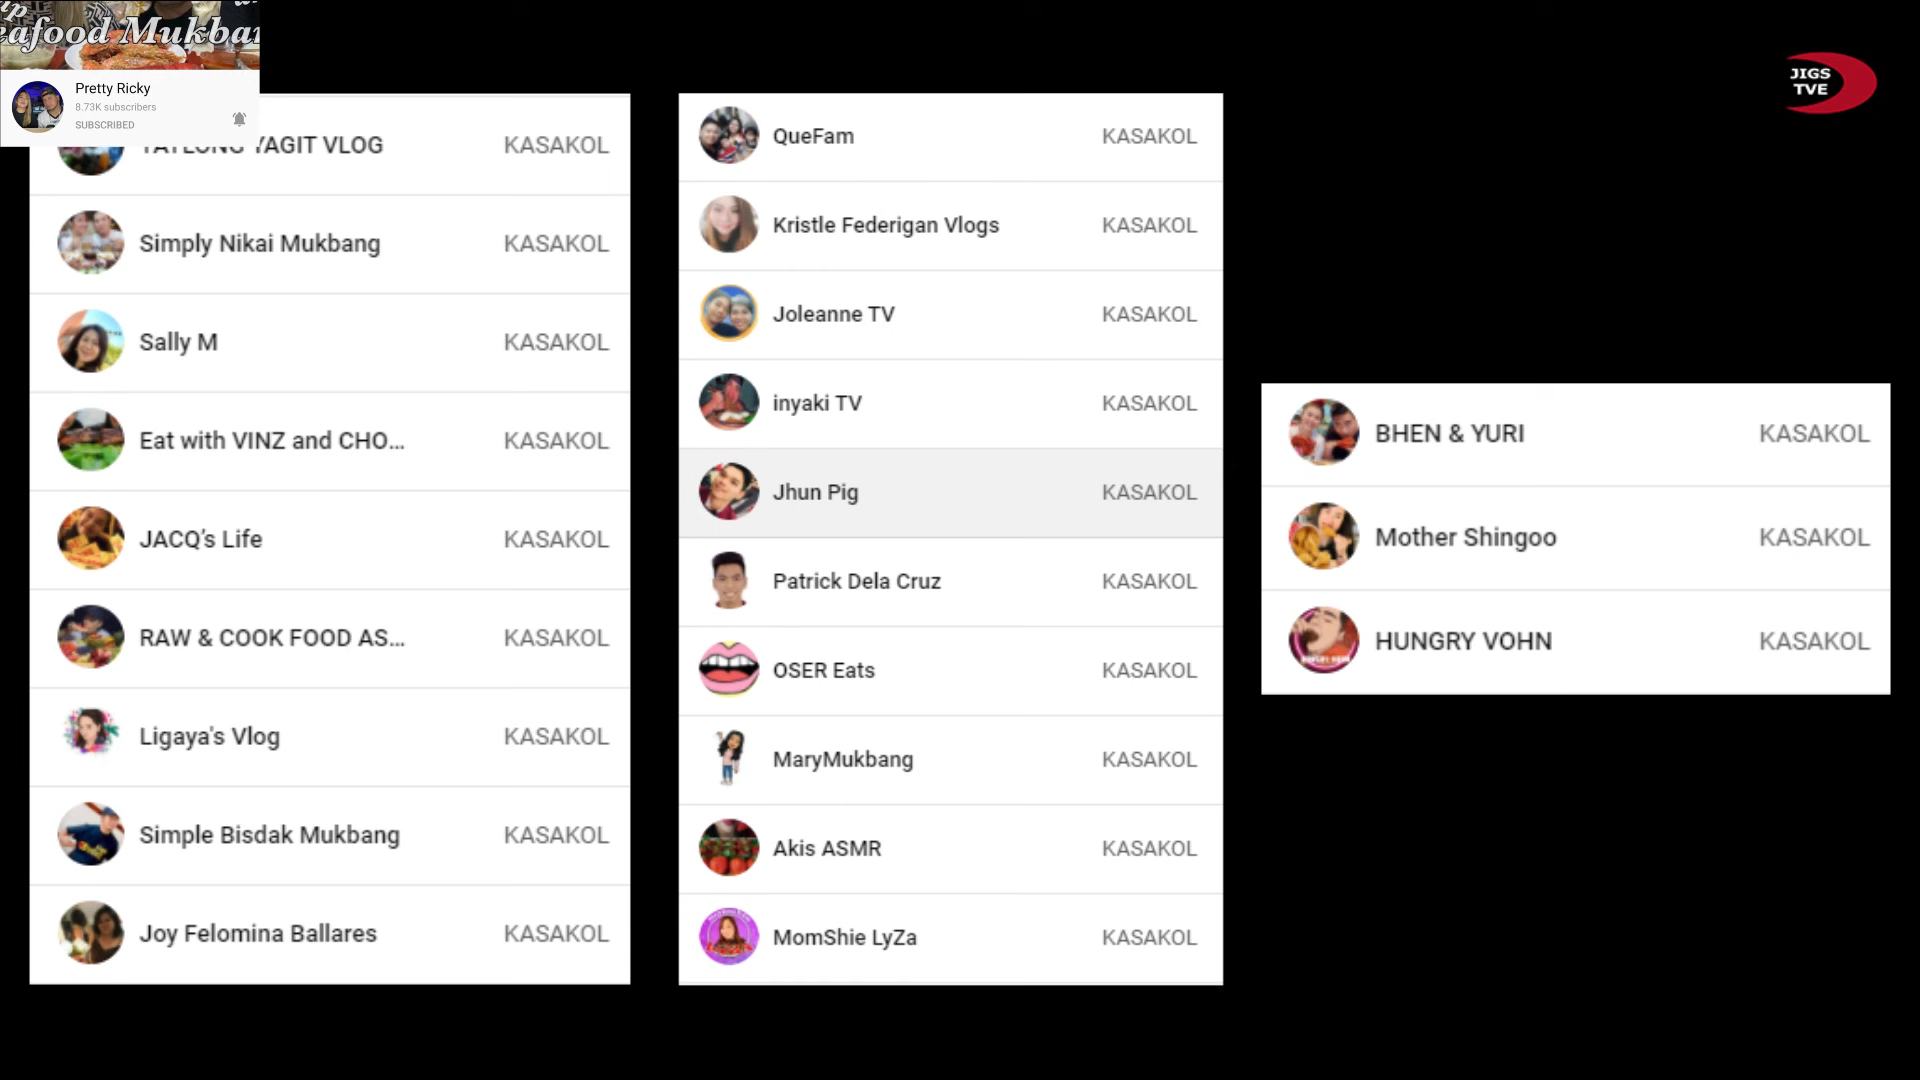 eafood Mukba
Pretty Ricky
8.73K subscribers
SUBSCRIBED
JIGS
TVE
YAGIT VLOG KASAKOL
Simply Nikai Mukbang KASAKOL
Sally M KASAKOL
Eat with VINZ and CHO... KASAKOL
JACQ's Life KASAKOL
RAW & COOK FOOD AS... KASAKOL
Ligaya's Vlog KASAKOL
Simple Bisdak Mukbang KASAKOL
Joy Felomina Ballares KASAKOL
QueFam KASAKOL
Kristle Federigan Vlogs KASAKOL
Joleanne TV KASAKOL
inyaki TV KASAKOL
Jhun Pig KASAKOL
Patrick Dela Cruz KASAKOL
OSER Eats KASAKOL
MaryMukbang KASAKOL
Akis ASMR KASAKOL
MomShie LyZa KASAKOL
BHEN & YURI KASAKOL
Mother Shingoo KASAKOL
HUNGRY VOHN KASAKOL